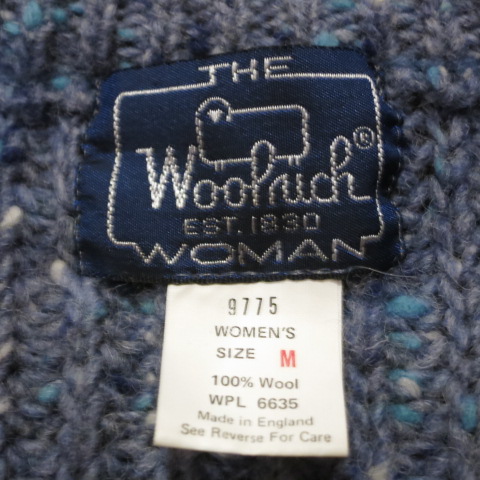 THE
Woolrich®
EST. 1830
WOMAN
9775
WOMEN'S
SIZE M
100% Wool
WPL 6635
Made in England
See Reverse For Care